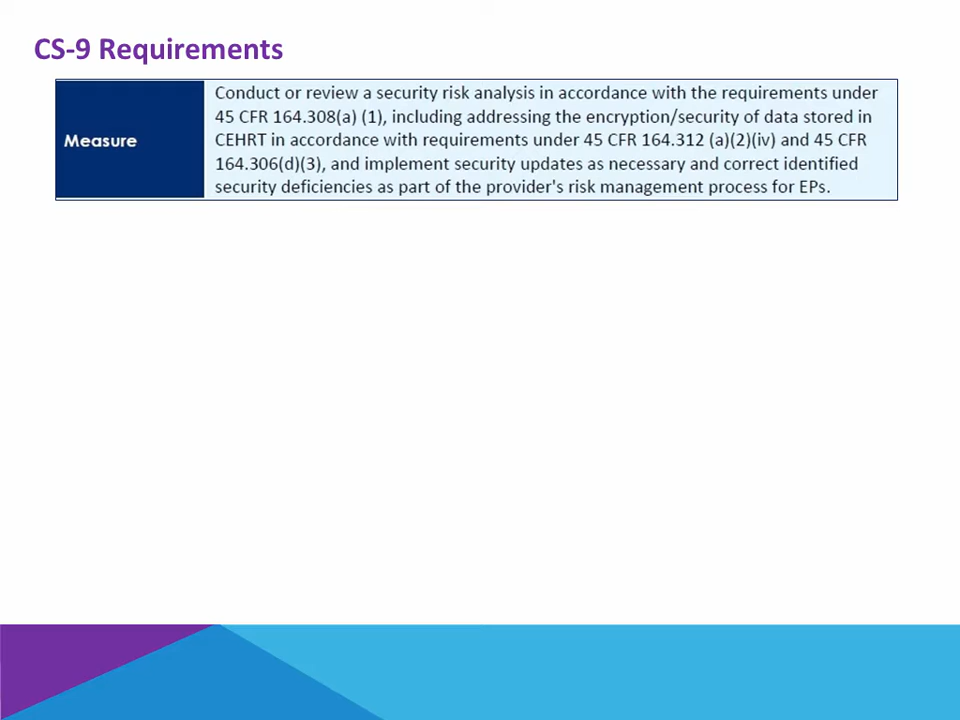 CS-9 Requirements
Measure
Conduct or review a security risk analysis in accordance with the requirements under
45 CFR 164.308(a) (1), including addressing the encryption/security of data stored in
CEHRT in accordance with requirements under 45 CFR 164.312 (a)(2)(iv) and 45 CFR
164.306(d)(3), and implement security updates as necessary and correct identified
security deficiencies as part of the provider's risk management process for EPs.